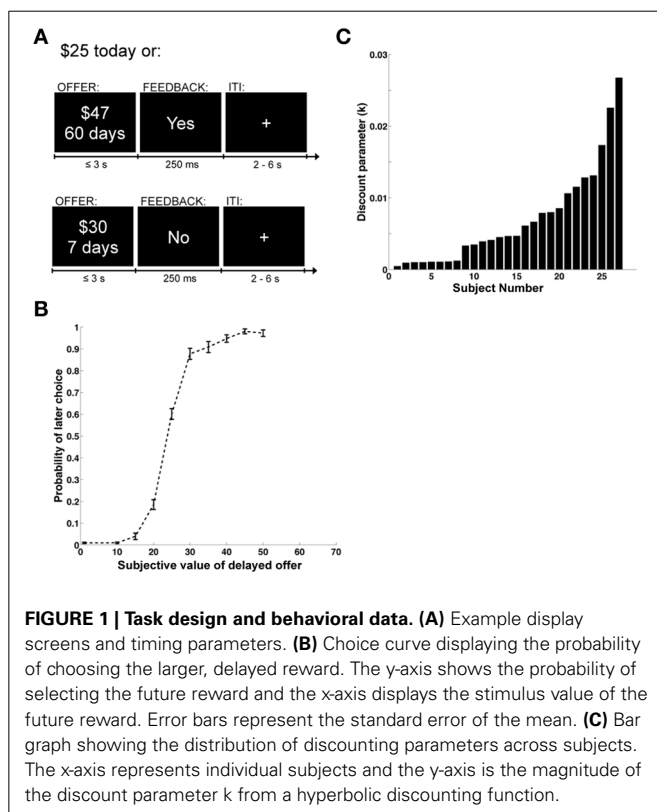 A
$25 today or:
OFFER: FEEDBACK: ITI:
$47
60 days
Yes
+
≤ 3 s 250 ms 2 - 6 s
OFFER: FEEDBACK: ITI:
$30
7 days
No
+
≤ 3 s 250 ms 2 - 6 s
B
1
0.9
0.8
0.7
0.6
0.5
0.4
0.3
0.2
0.1
0
Probability of later choice
0 10 20 30 40 50 60 70
Subjective value of delayed offer
C
0.03
0.02
0.01
0
Discount parameter (k)
0 5 10 15 20 25
Subject Number
FIGURE 1 | Task design and behavioral data. (A) Example display
screens and timing parameters. (B) Choice curve displaying the probability
of choosing the larger, delayed reward. The y-axis shows the probability of
selecting the future reward and the x-axis displays the stimulus value of the
future reward. Error bars represent the standard error of the mean. (C) Bar
graph showing the distribution of discounting parameters across subjects.
The x-axis represents individual subjects and the y-axis is the magnitude of
the discount parameter k from a hyperbolic discounting function.